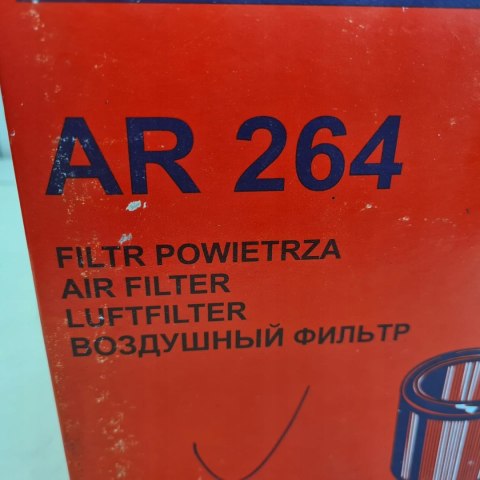 AR 264
FILTR POWIETRZA
AIR FILTER
LUFTFILTER
ВОЗДУШНЫЙ ФИЛЬТР